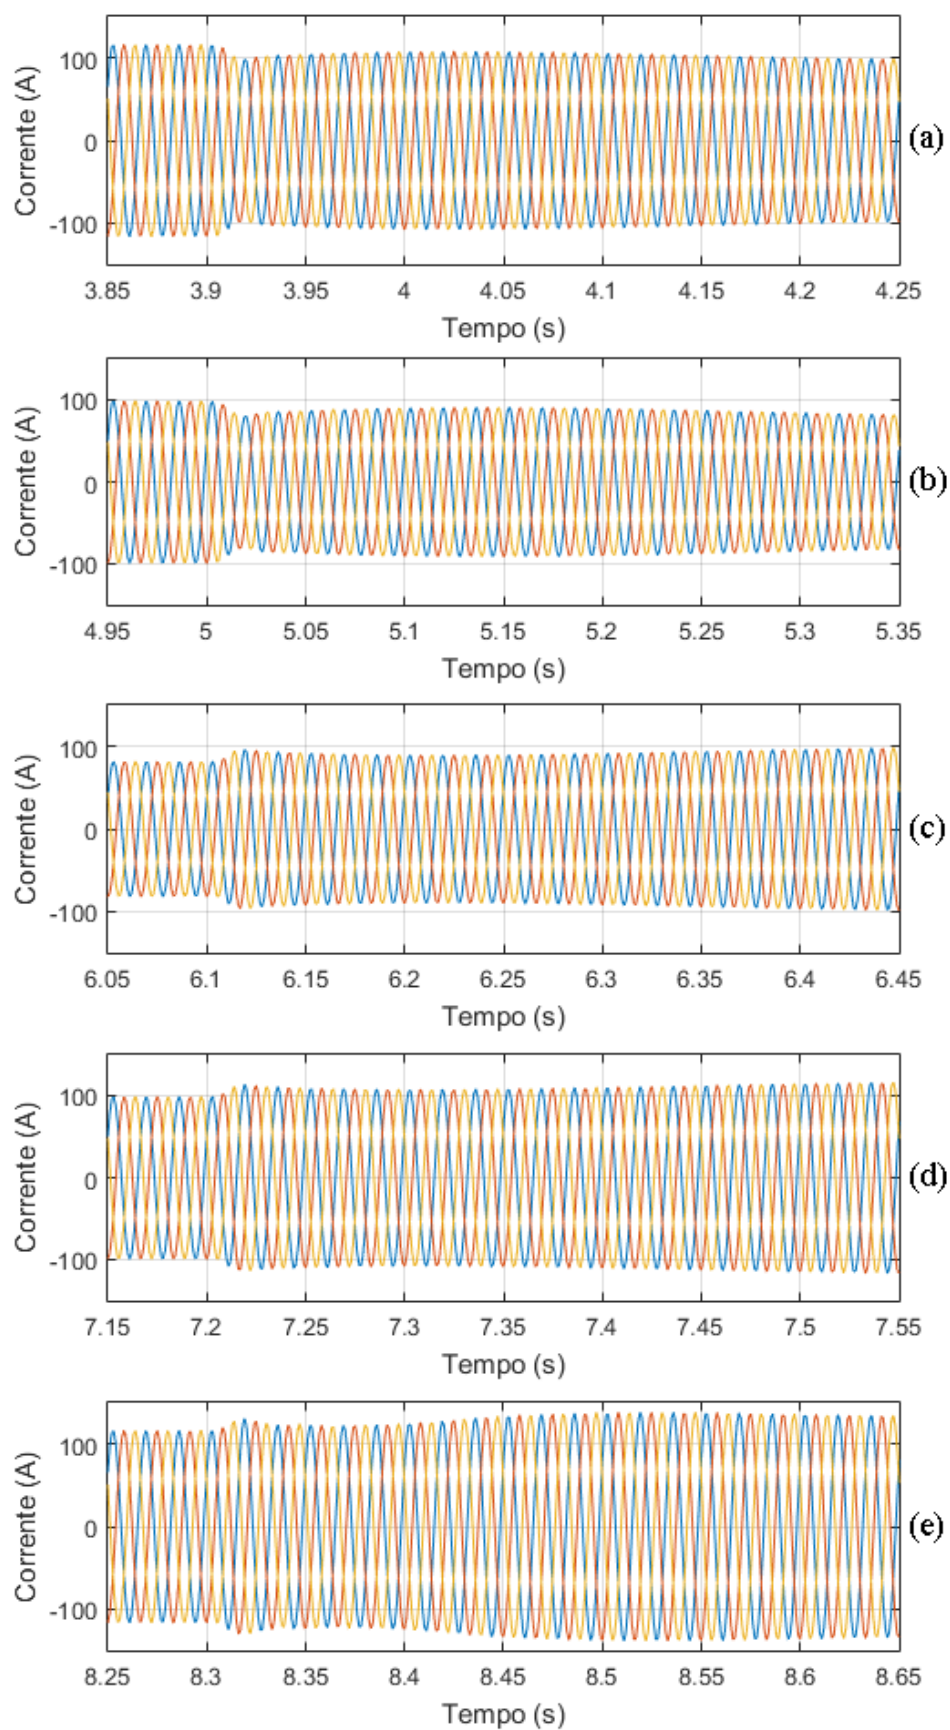 Corrente (A)
100
0
-100
(a)
3.85 3.9 3.95 4 4.05 4.1 4.15 4.2 4.25
Tempo (s)
Corrente (A)
100
0
-100
(b)
4.95 5 5.05 5.1 5.15 5.2 5.25 5.3 5.35
Tempo (s)
Corrente (A)
100
0
-100
(c)
6.05 6.1 6.15 6.2 6.25 6.3 6.35 6.4 6.45
Tempo (s)
Corrente (A)
100
0
-100
(d)
7.15 7.2 7.25 7.3 7.35 7.4 7.45 7.5 7.55
Tempo (s)
Corrente (A)
100
0
-100
(e)
8.25 8.3 8.35 8.4 8.45 8.5 8.55 8.6 8.65
Tempo (s)